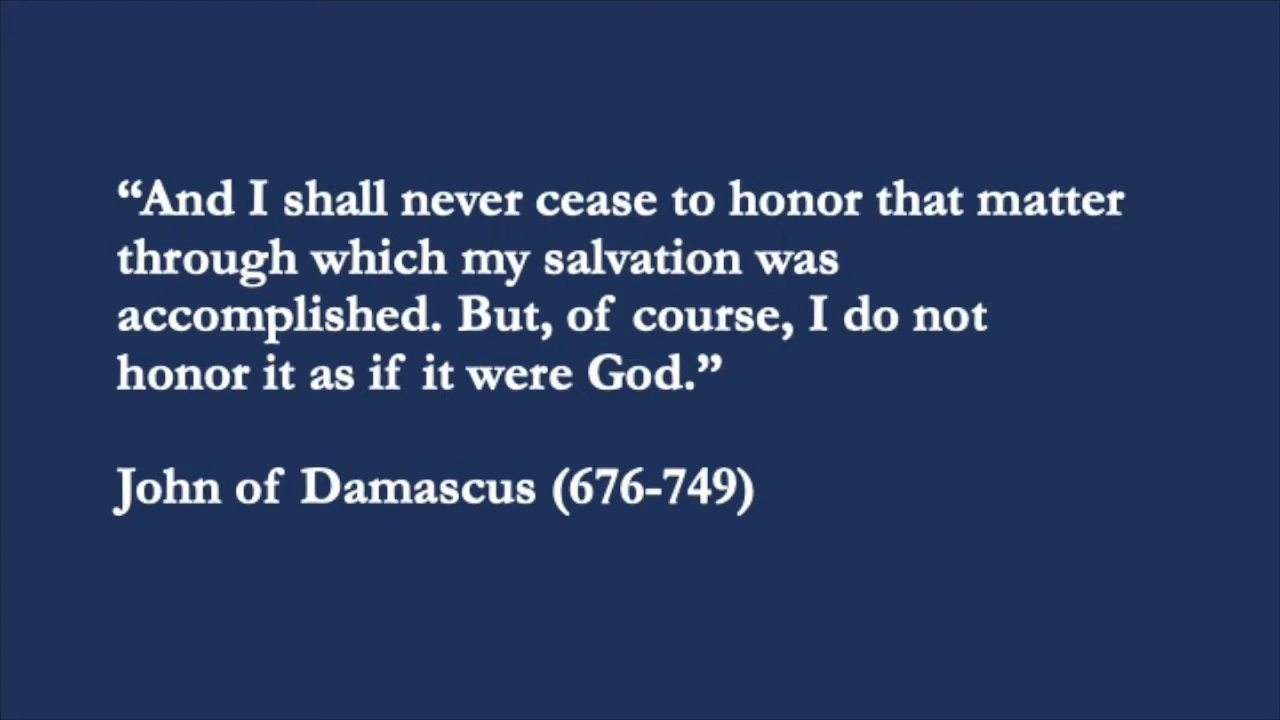 “And I shall never cease to honor that matter
through which my salvation was
accomplished. But, of course, I do not
honor it as if it were God.”
John of Damascus (676-749)